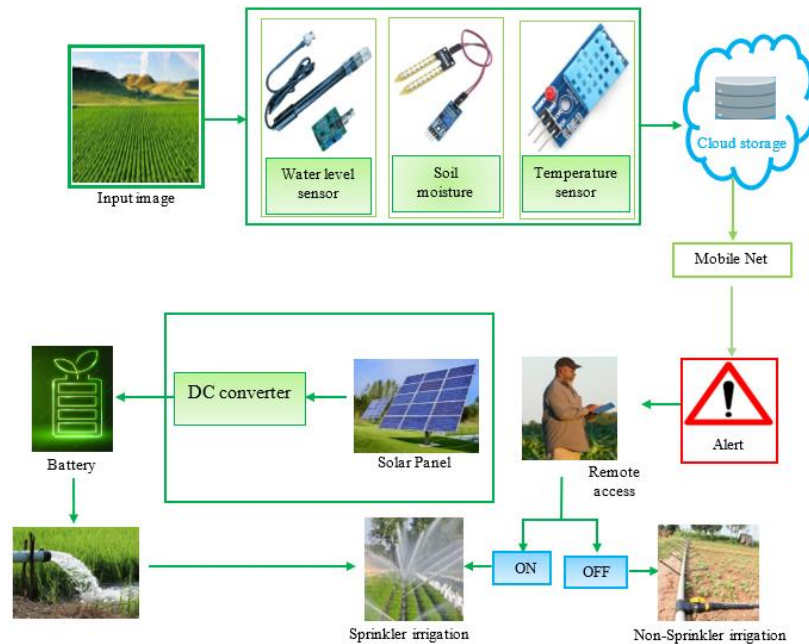 Input image
Water level
sensor
Soil
moisture
Temperature
sensor
Cloud storage
Mobile Net
Alert
Remote
access
Solar Panel
DC converter
Battery
ON
OFF
Sprinkler irrigation
Non-Sprinkler irrigation